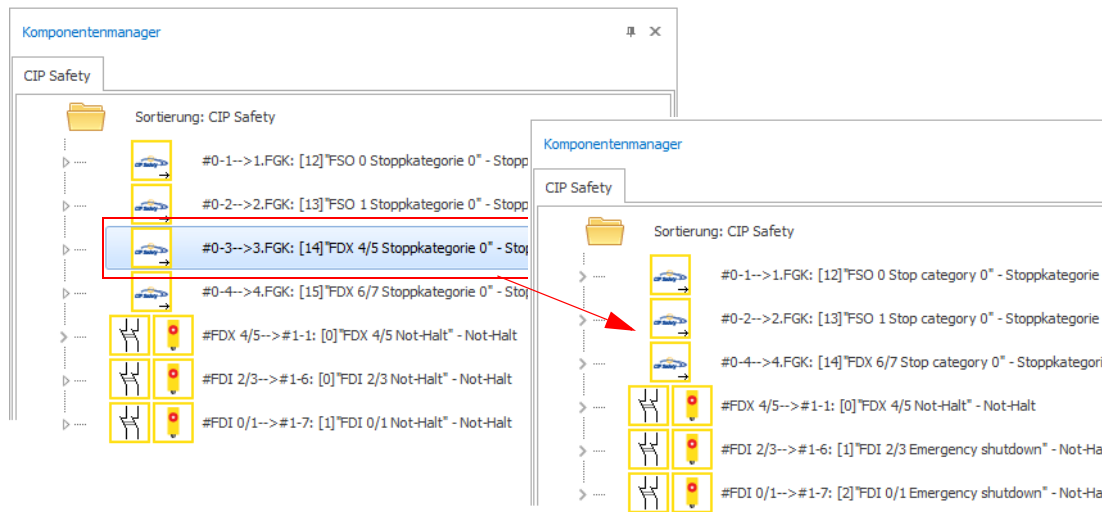 Komponentenmanager
CIP Safety
Sortierung: CIP Safety
#0-1-->1.FGK: [12]"FSO 0 Stoppkategorie 0" - Stopp
#0-2-->2.FGK: [13]"FSO 1 Stoppkategorie 0" - Stopp
#0-3-->3.FGK: [14]"FDX 4/5 Stoppkategorie 0" - Stop
#0-4-->4.FGK: [15]"FDX 6/7 Stoppkategorie 0" - Stop
#FDX 4/5-->#1-1: [0]"FDX 4/5 Not-Halt" - Not-Halt
#FDI 2/3-->#1-6: [0]"FDI 2/3 Not-Halt" - Not-Halt
#FDI 0/1-->#1-7: [1]"FDI 0/1 Not-Halt" - Not-Halt
Komponentenmanager
CIP Safety
Sortierung: CIP Safety
#0-1-->1.FGK: [12]"FSO 0 Stop category 0" - Stoppkategorie
#0-2-->2.FGK: [13]"FSO 1 Stop category 0" - Stoppkategorie
#0-4-->4.FGK: [14]"FDX 6/7 Stop category 0" - Stoppkategori
#FDX 4/5-->#1-1: [0]"FDX 4/5 Not-Halt" - Not-Halt
#FDI 2/3-->#1-6: [1]"FDI 2/3 Emergency shutdown" - Not-Ha
#FDI 0/1-->#1-7: [2]"FDI 0/1 Emergency shutdown" - Not-Ha